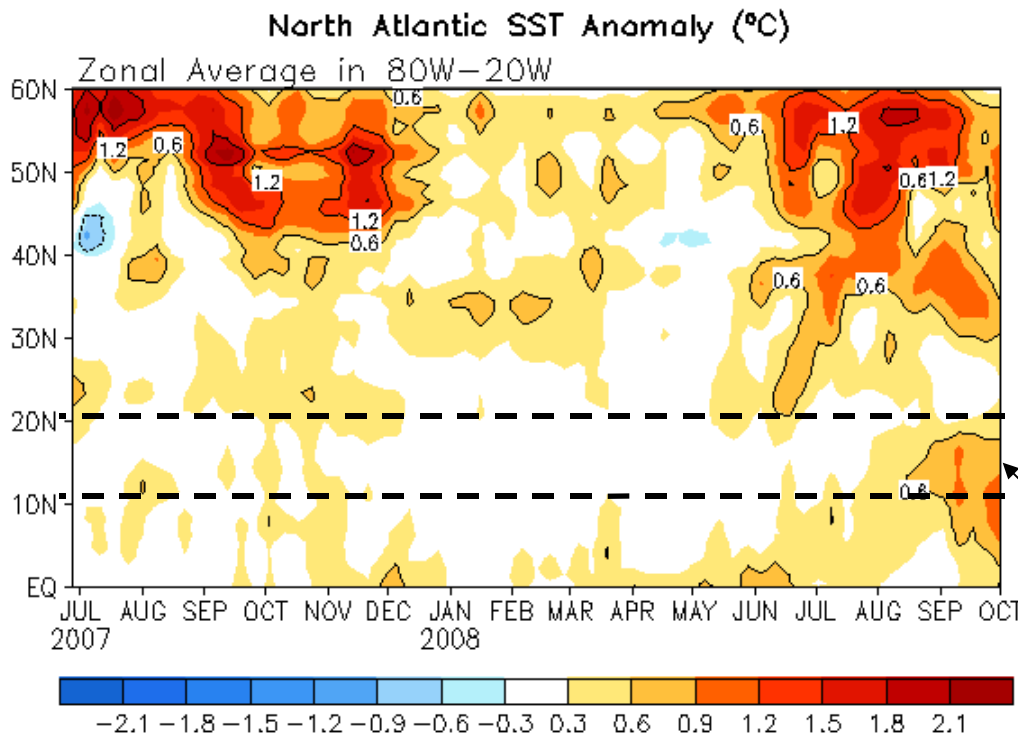 North Atlantic SST Anomaly (ºC)
Zonal Average in 80W−20W
60N
50N
40N
30N
20N
10N
EQ
0.6
1.2
0.6
1.2
1.2
0.6
0.6
1.2
0.6
1.2
0.6
0.6
0.6
JUL AUG SEP OCT NOV DEC JAN FEB MAR APR MAY JUN JUL AUG SEP OCT
2007 2008
−2.1 −1.8 −1.5 −1.2 −0.9 −0.6 −0.3 0.3 0.6 0.9 1.2 1.5 1.8 2.1